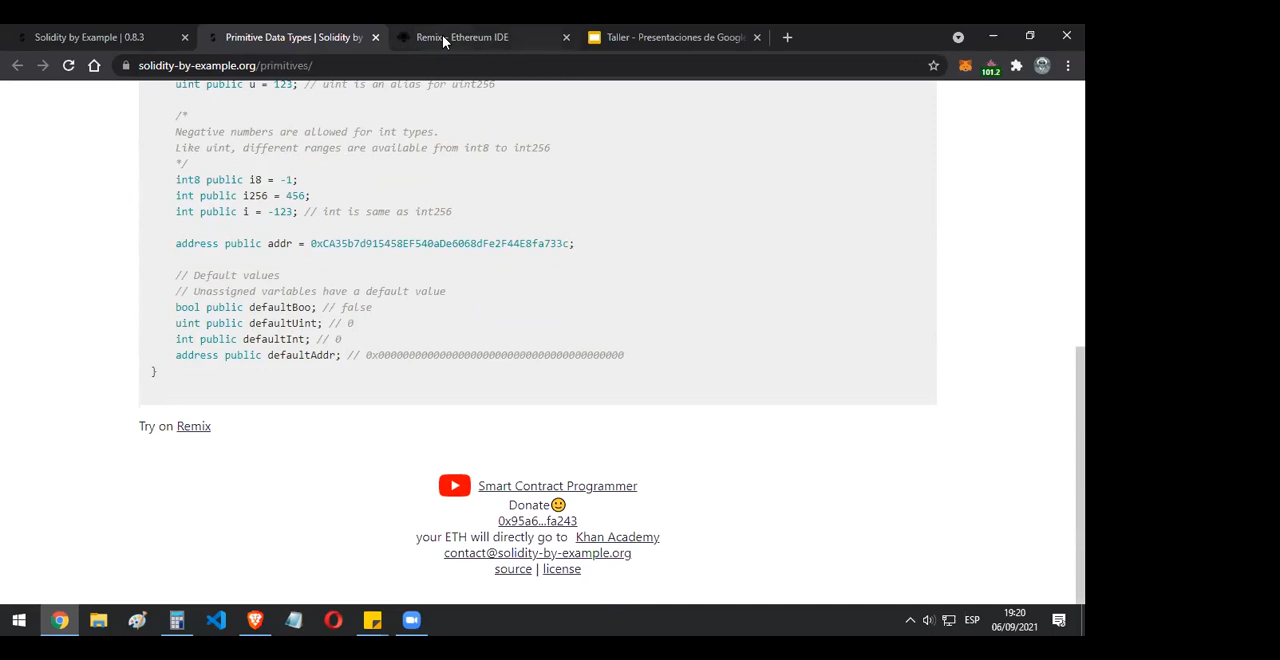 Solidity by Example | 0.8.3
Primitive Data Types | Solidity by
Remix - Ethereum IDE
Taller - Presentaciones de Google
solidity-by-example.org/primitives/
101.2
uint public u = 123; // uint is an alias for uint256
/*
Negative numbers are allowed for int types.
Like uint, different ranges are available from int8 to int256
*/
int8 public i8 = -1;
int public i256 = 456;
int public i = -123; // int is same as int256
address public addr = 0xCA35b7d915458EF540aDe6068dFe2F44E8fa733c;
// Default values
// Unassigned variables have a default value
bool public defaultBoo; // false
uint public defaultUint; // 0
int public defaultInt; // 0
address public defaultAddr; // 0x0000000000000000000000000000000000000000
}
Try on Remix
Smart Contract Programmer
Donate
0x95a6...fa243
your ETH will directly go to Khan Academy
contact@solidity-by-example.org
source | license
ESP
19:20
06/09/2021